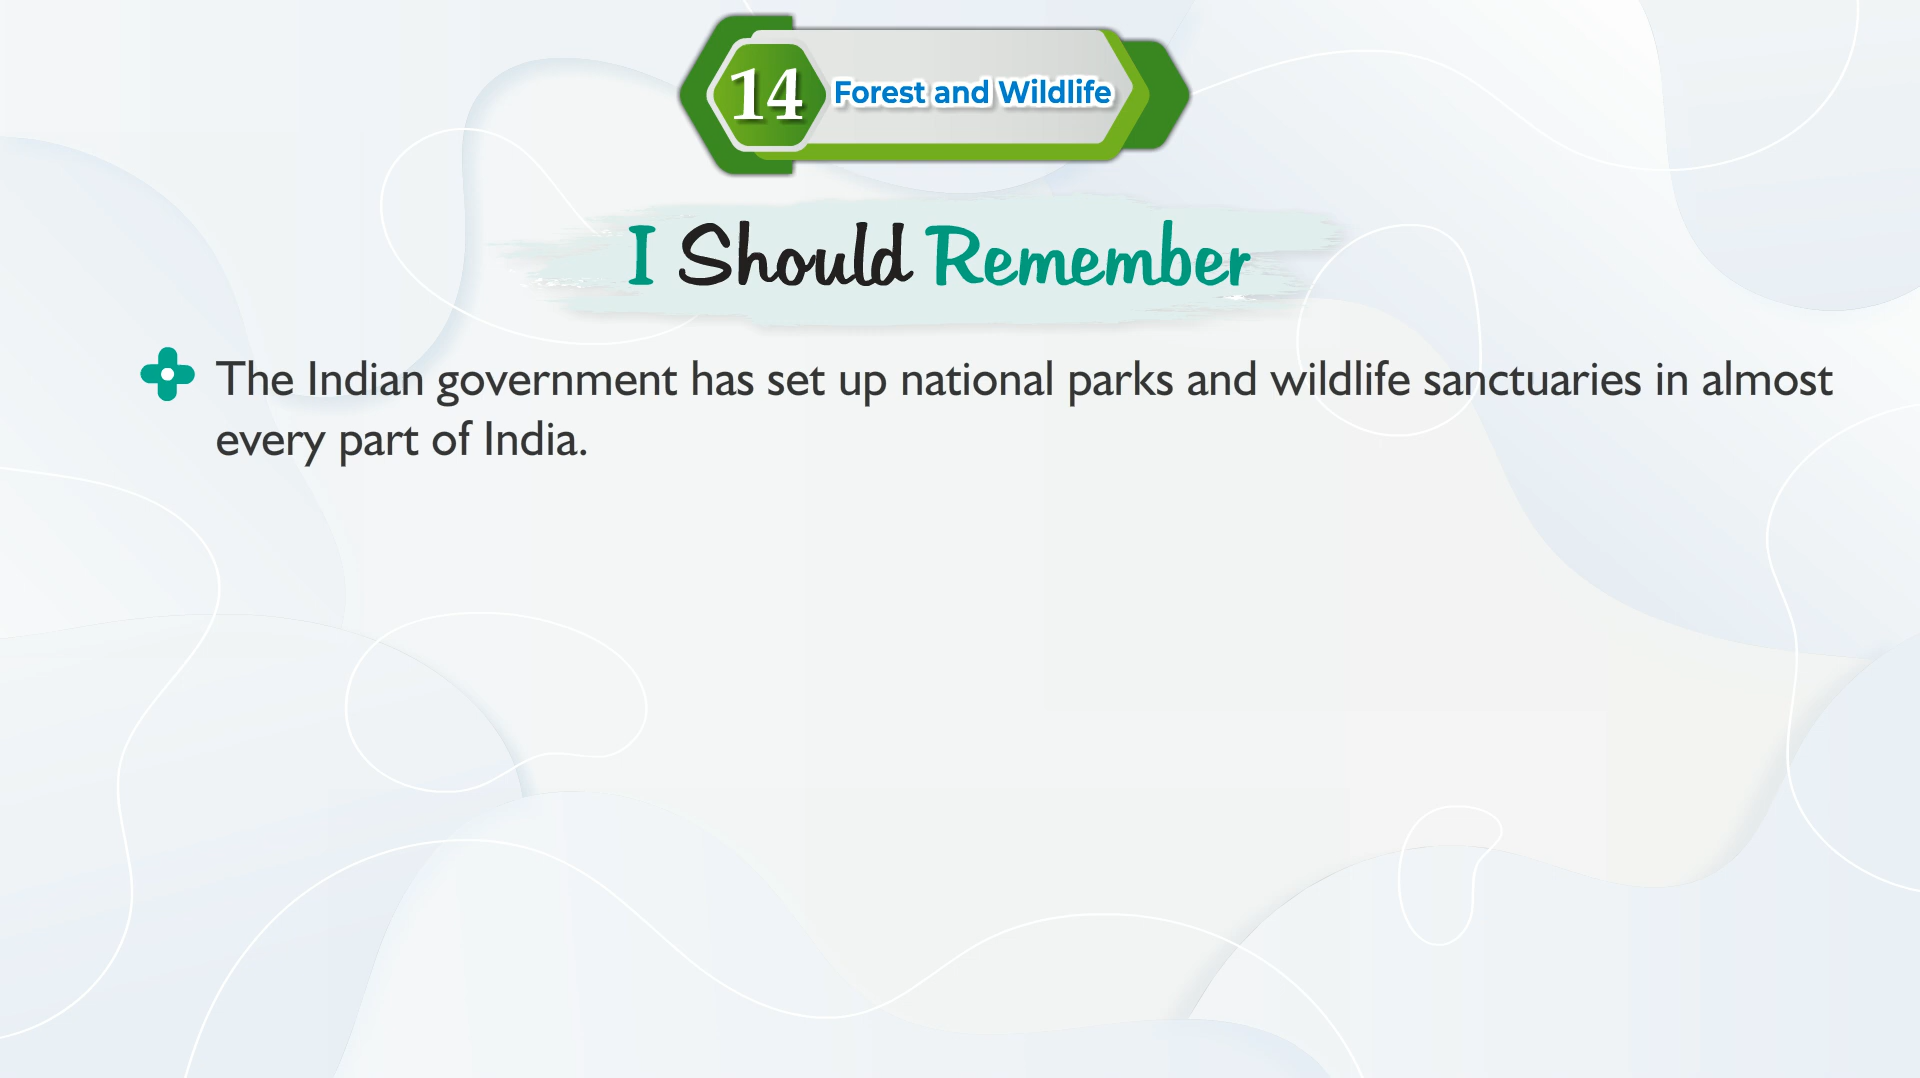 14 Forest and Wildlife
I Should Remember
The Indian government has set up national parks and wildlife sanctuaries in almost
every part of India.